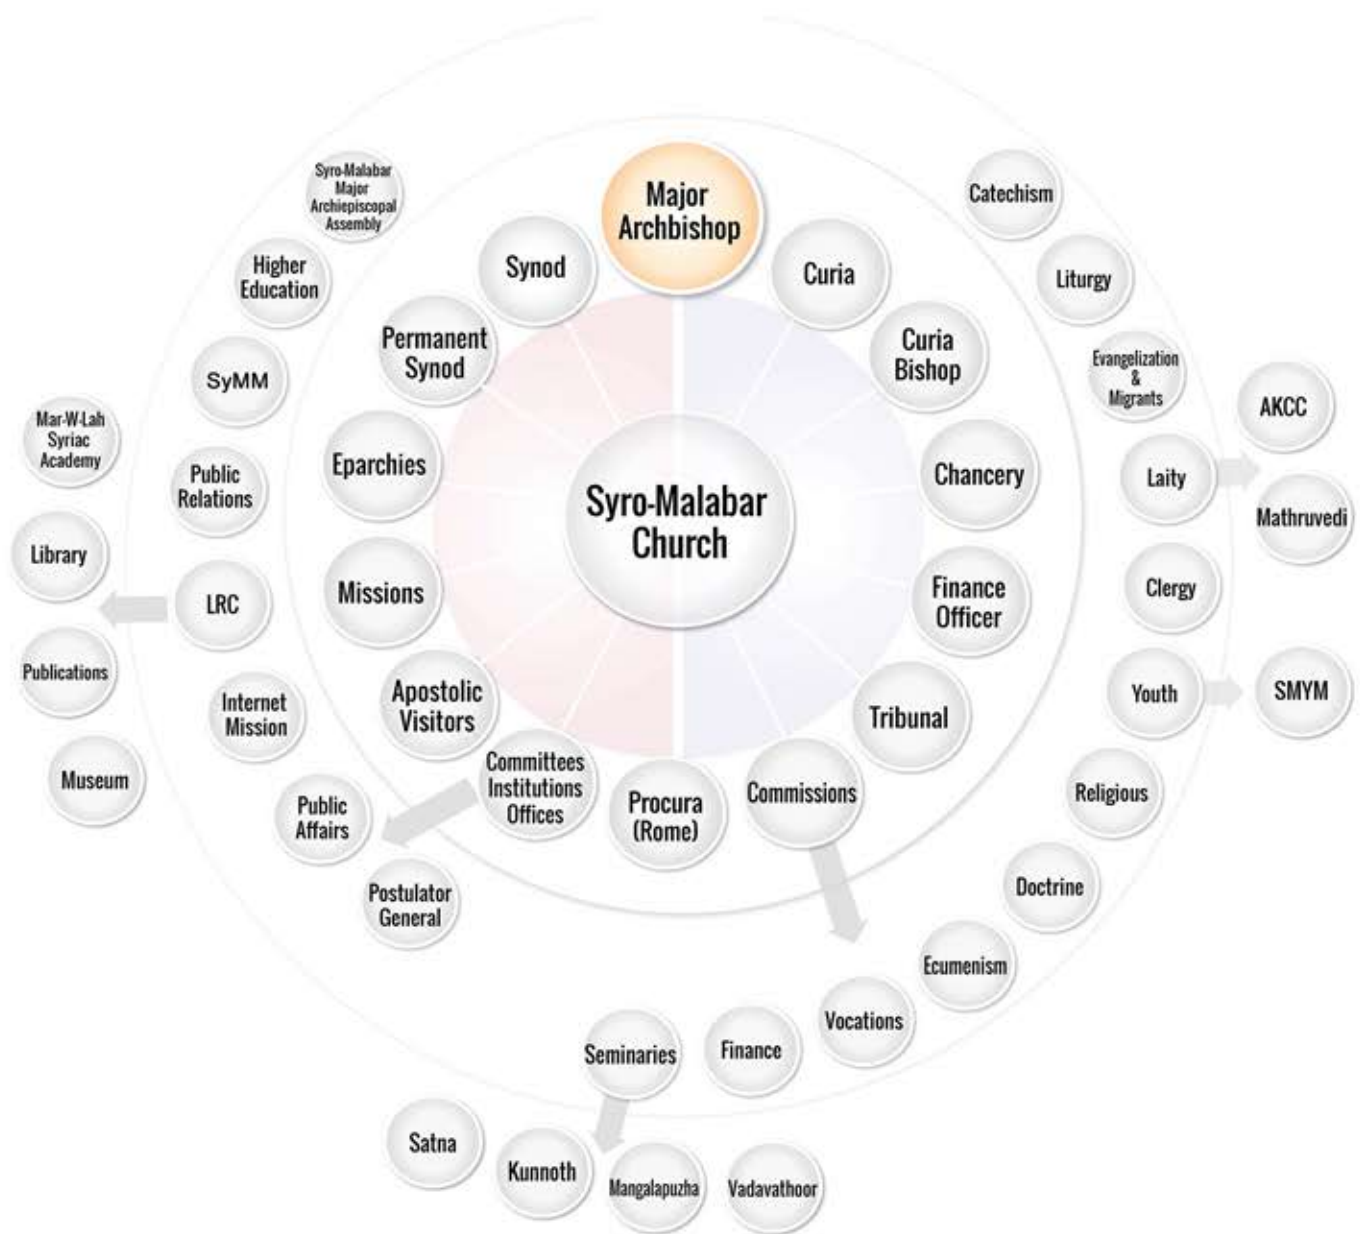 Syro-Malabar
Major
Archiepiscopal
Assembly
Major
Archbishop
Catechism
Synod
Curia
Higher
Education
Liturgy
Permanent
Synod
Curia
Bishop
Evangelization
&
Migrants
SyMM
AKCC
Mar-W-Lah
Syriac
Academy
Eparchies
Chancery
Public
Relations
Laity
Syro-Malabar
Church
Mathruvedi
Library
Missions
LRC
Finance
Officer
Clergy
Publications
Apostolic
Visitors
Youth
SMYM
Internet
Mission
Tribunal
Museum
Committees
Institutions
Offices
Procura
(Rome)
Commissions
Religious
Public
Affairs
Postulator
General
Doctrine
Ecumenism
Vocations
Finance
Seminaries
Satna
Kunnoth
Mangalapuzha
Vadavathoor